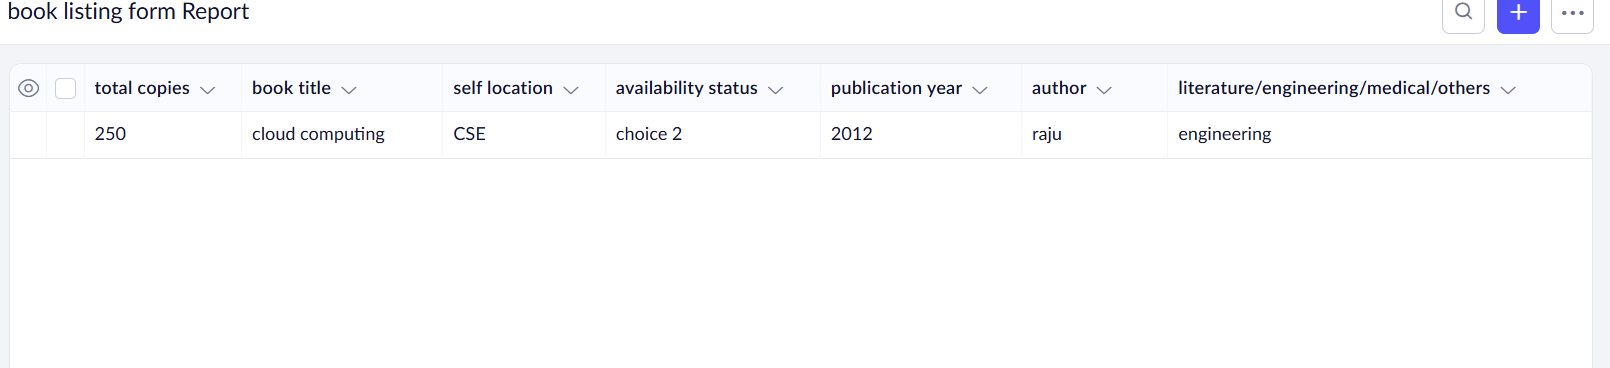 book listing form Report
total copies book title self location availability status publication year author literature/engineering/medical/others
250 cloud computing CSE choice 2 2012 raju engineering